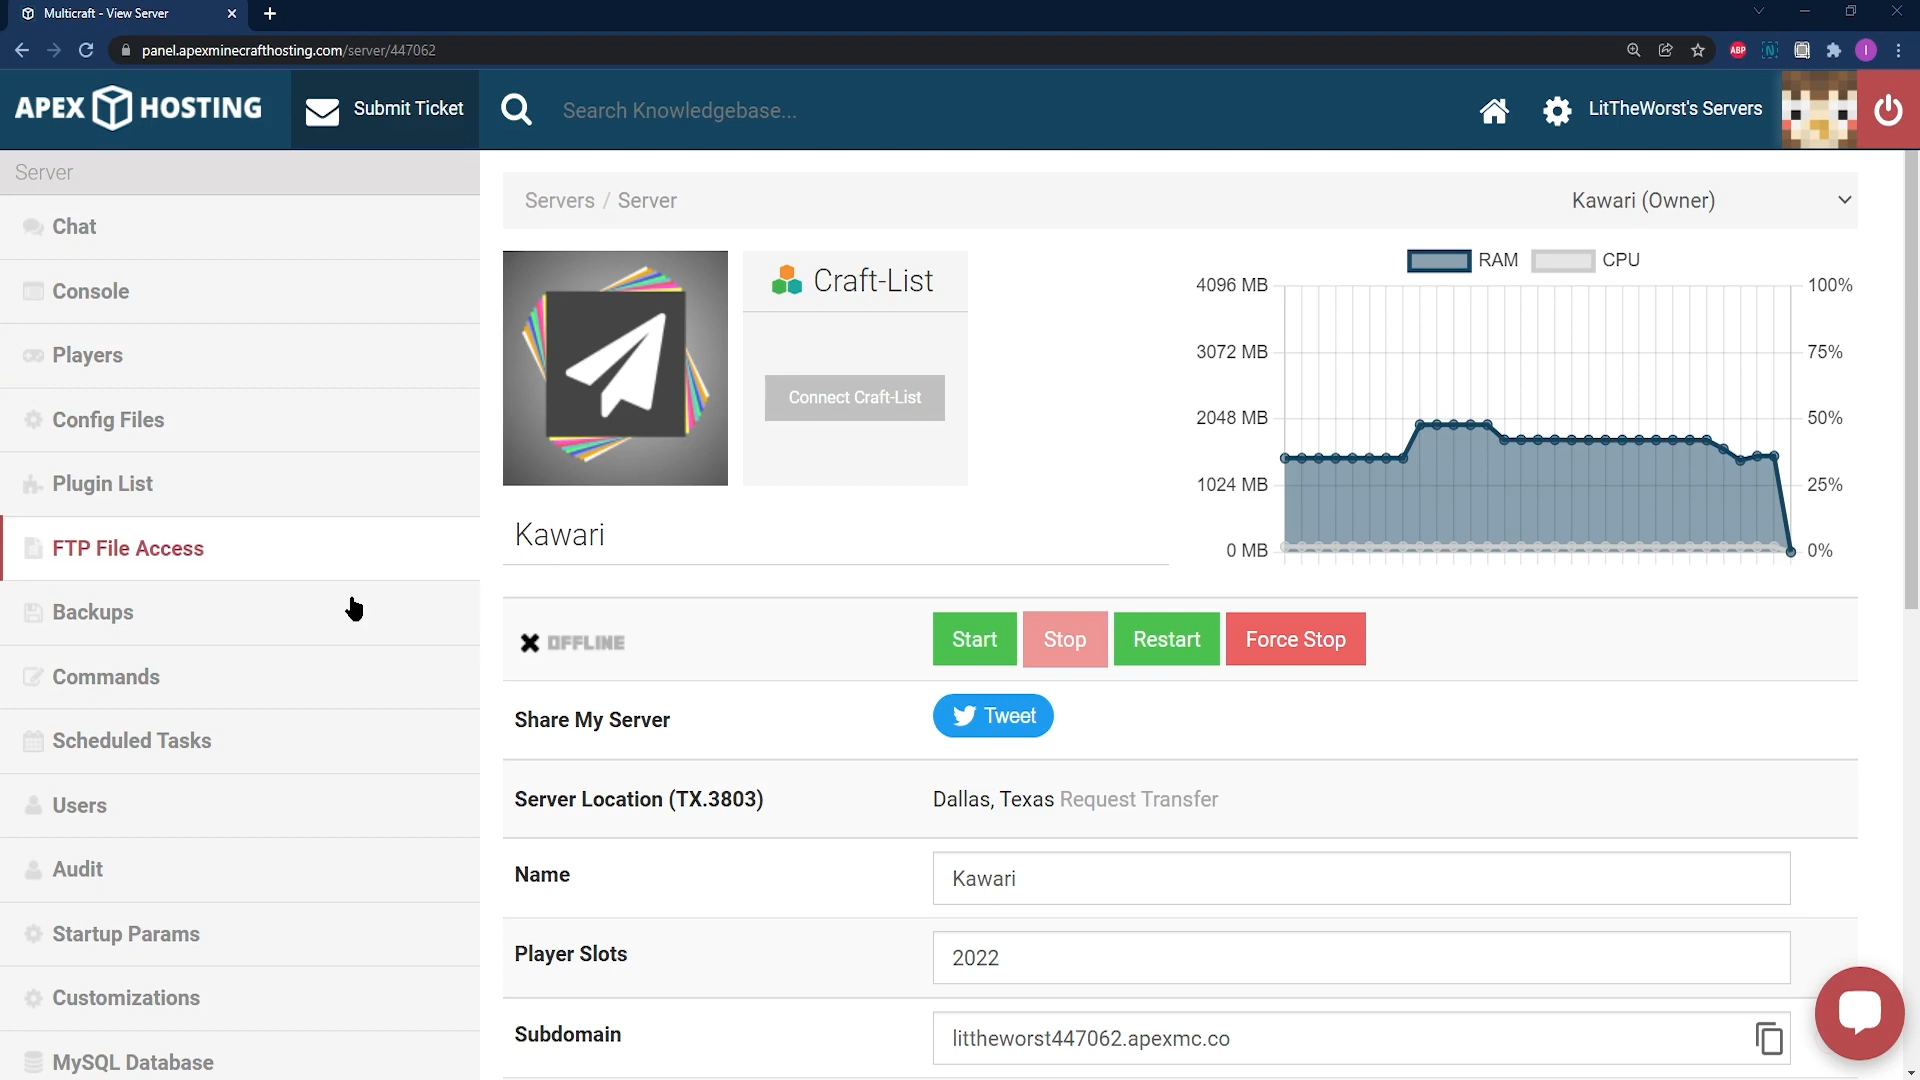 Multicraft - View Server
panel.apexminecrafthosting.com/server/447062
ABP
N
I
APEX HOSTING
Submit Ticket
Search Knowledgebase...
LitTheWorst's Servers
Server
Chat
Console
Players
Config Files
Plugin List
FTP File Access
Backups
Commands
Scheduled Tasks
Users
Audit
Startup Params
Customizations
MySQL Database
Servers / Server
Kawari (Owner)
Craft-List
Connect Craft-List
Kawari
RAM CPU
4096 MB 100%
3072 MB 75%
2048 MB 50%
1024 MB 25%
0 MB 0%
OFFLINE
Start Stop Restart Force Stop
Share My Server
Tweet
Server Location (TX.3803)
Dallas, Texas Request Transfer
Name
Kawari
Player Slots
2022
Subdomain
littheworst447062.apexmc.co